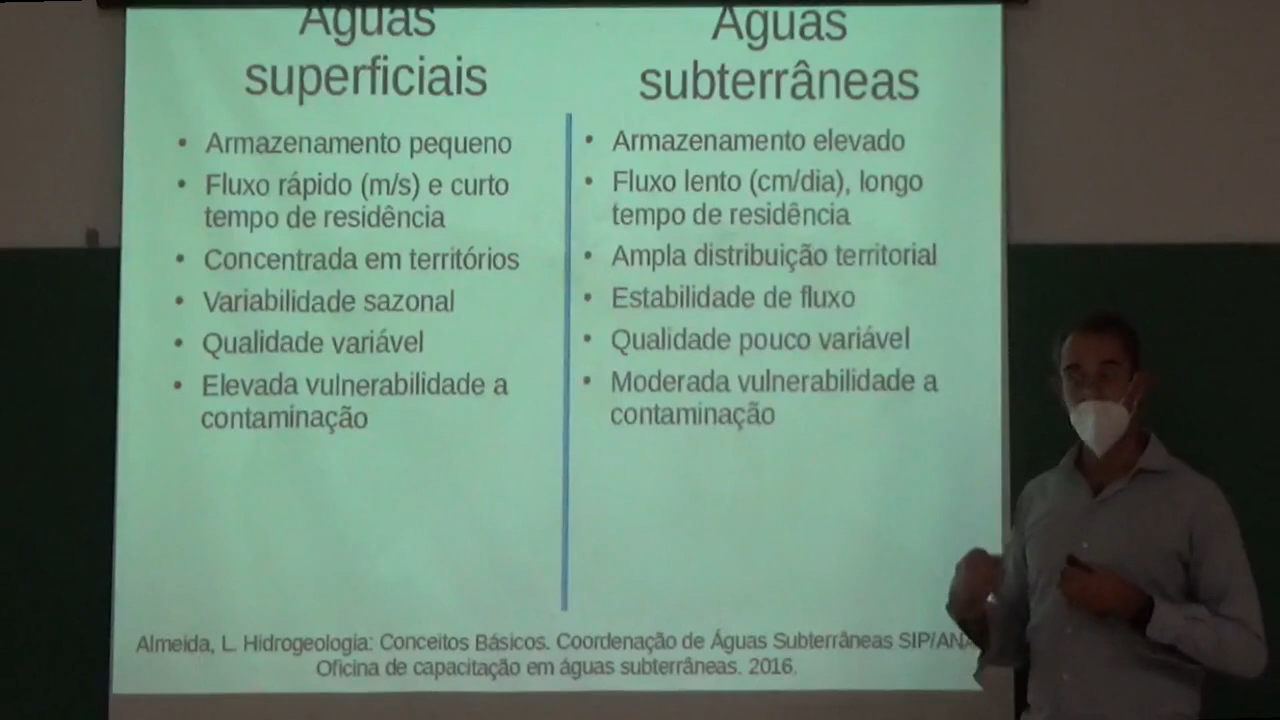 Águas
superficiais
• Armazenamento pequeno
• Fluxo rápido (m/s) e curto
tempo de residência
• Concentrada em territórios
• Variabilidade sazonal
• Qualidade variável
• Elevada vulnerabilidade a
contaminação
Águas
subterrâneas
• Armazenamento elevado
• Fluxo lento (cm/dia), longo
tempo de residência
• Ampla distribuição territorial
• Estabilidade de fluxo
• Qualidade pouco variável
• Moderada vulnerabilidade a
contaminação
Almeida, L. Hidrogeologia: Conceitos Básicos. Coordenação de Águas Subterrâneas SIP/ANA
Oficina de capacitação em águas subterrâneas. 2016.